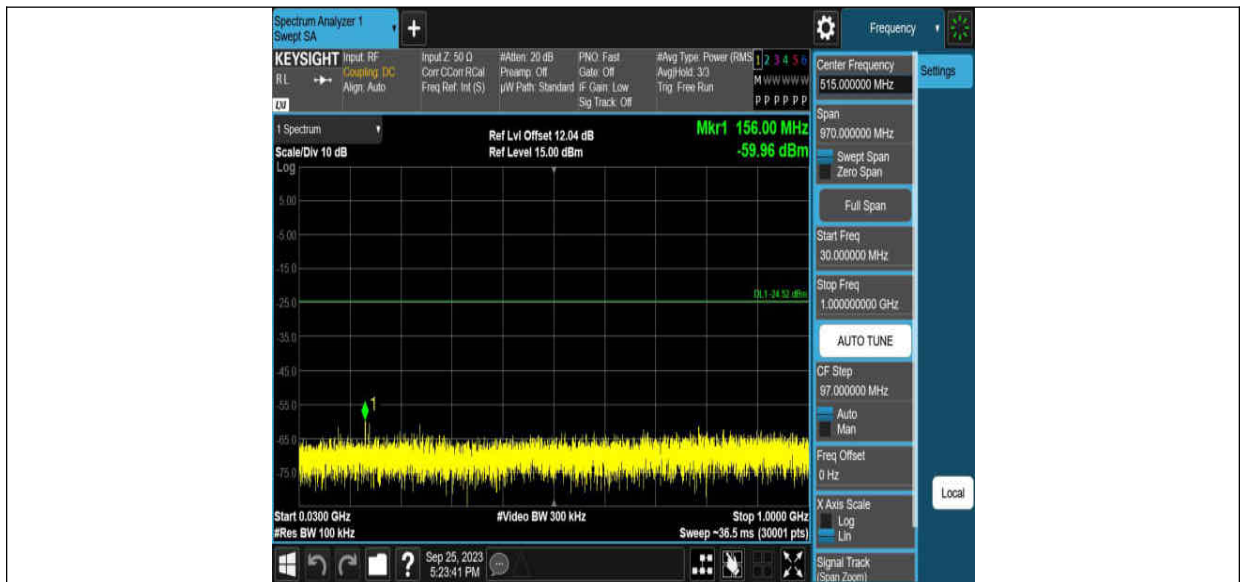 Spectrum Analyzer 1
Swept SA
+
Frequency
KEYSIGHT
RL
LXI
Input: RF
Coupling: DC
Align: Auto
Input Z: 50 Ω
Corr CCorr RCal
Freq Ref: Int (S)
#Atten: 20 dB
Preamp: Off
µW Path: Standard
PNO: Fast
Gate: Off
IF Gain: Low
Sig Track: Off
#Avg Type: Power (RMS
Avg|Hold: 3/3
Trig: Free Run
1 2 3 4 5 6
M W W W W W
P P P P P P
1 Spectrum
Scale/Div 10 dB
Log
Ref Lvl Offset 12.04 dB
Ref Level 15.00 dBm
Mkr1 156.00 MHz
-59.96 dBm
5.00
-5.00
-15.0
-25.0
DL1 -24.52 dBm
-35.0
-45.0
-55.0
1
-65.0
-75.0
Start 0.0300 GHz
#Res BW 100 kHz
#Video BW 300 kHz
Stop 1.0000 GHz
Sweep ~36.5 ms (30001 pts)
?
Sep 25, 2023
5:23:41 PM
Center Frequency
515.000000 MHz
Settings
Span
970.000000 MHz
Swept Span
Zero Span
Full Span
Start Freq
30.000000 MHz
Stop Freq
1.000000000 GHz
AUTO TUNE
CF Step
97.000000 MHz
Auto
Man
Freq Offset
0 Hz
X Axis Scale
Log
Lin
Signal Track
(Span Zoom)
Local